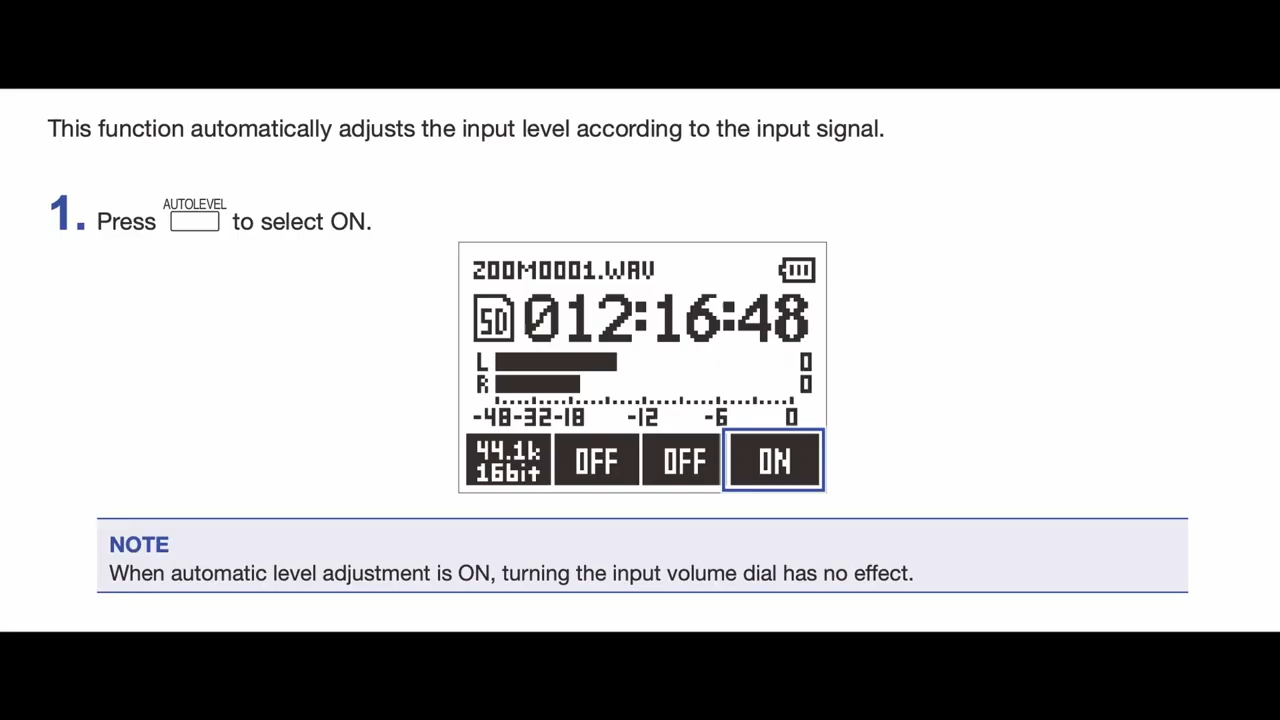 This function automatically adjusts the input level according to the input signal.
AUTOLEVEL
1. Press to select ON.
ZOOM0001.WAV
SD 012:16:48
L 0
R 0
-48-32-18 -12 -6 0
44.1k
16bit OFF OFF ON
NOTE
When automatic level adjustment is ON, turning the input volume dial has no effect.